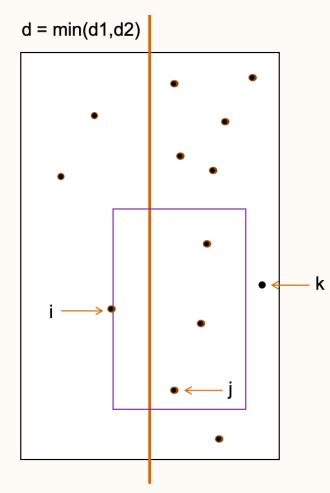 d = min(d1,d2)
k
i
j